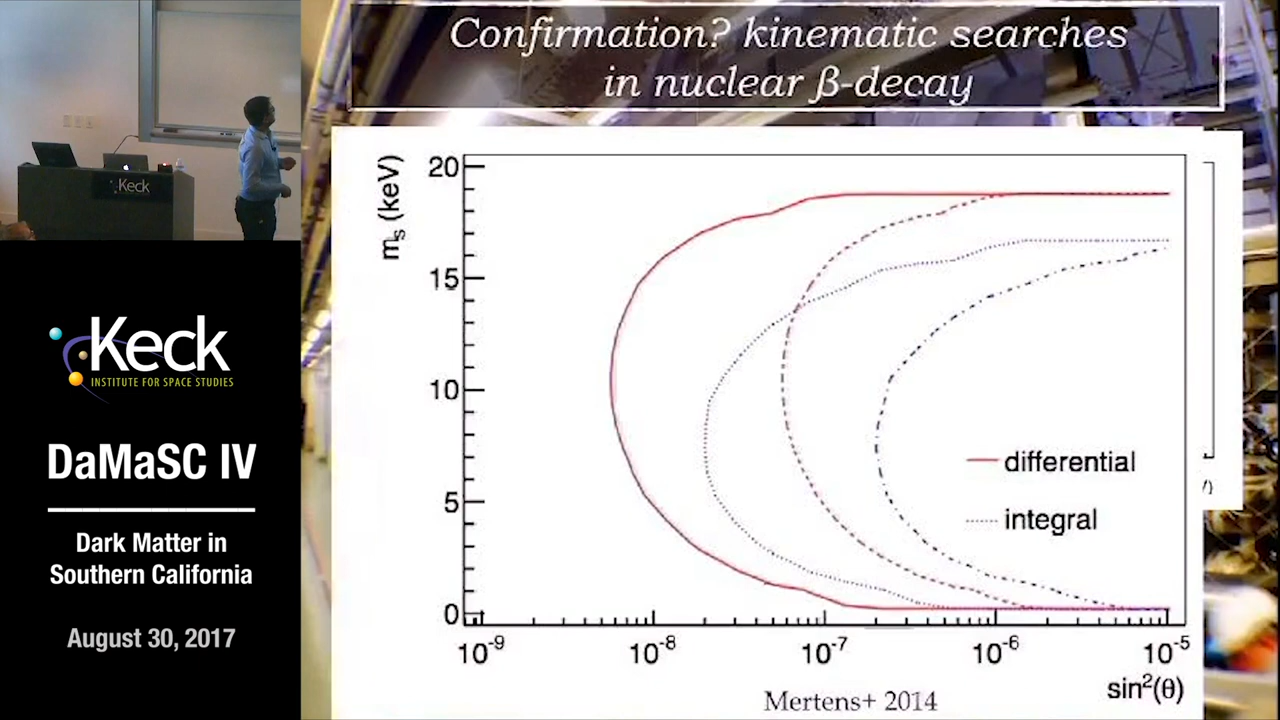 Confirmation? kinematic searches
in nuclear β-decay
Keck
Keck
INSTITUTE FOR SPACE STUDIES
DaMaSC IV
Dark Matter in
Southern California
August 30, 2017
mₛ (keV)
20
15
10
5
0
differential
integral
10⁻⁹ 10⁻⁸ 10⁻⁷ 10⁻⁶ 10⁻⁵
sin²(θ)
Mertens+ 2014